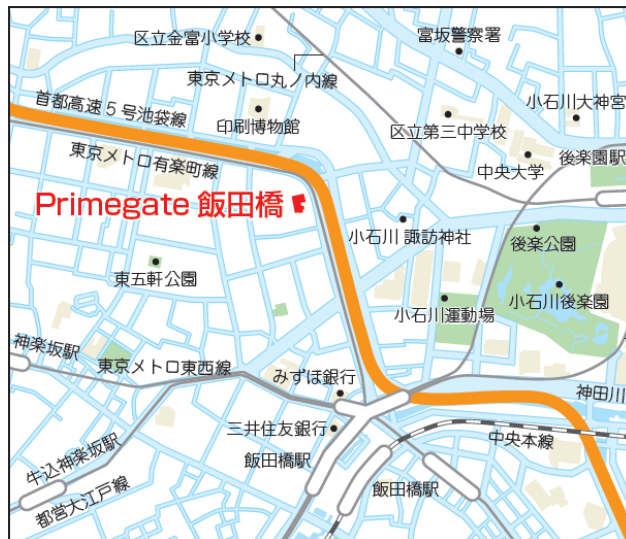 区立金富小学校
富坂警察署
東京メトロ丸ノ内線
首都高速5号池袋線
印刷博物館
小石川大神宮
区立第三中学校
東京メトロ有楽町線
中央大学
後楽園駅
Primegate 飯田橋
小石川 諏訪神社
後楽公園
東五軒公園
小石川後楽園
小石川運動場
神楽坂駅
東京メトロ東西線
みずほ銀行
神田川
三井住友銀行
中央本線
牛込神楽坂駅
飯田橋駅
飯田橋駅
都営大江戸線